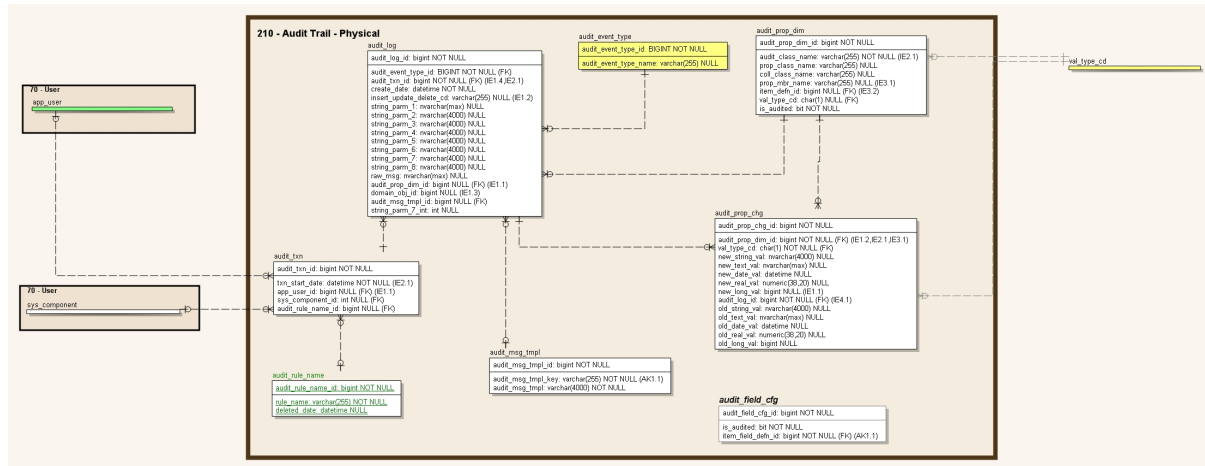 210 - Audit Trail - Physical
audit_log
audit_log_id: bigint NOT NULL
audit_event_type_id: BIGINT NOT NULL (FK)
audit_txn_id: bigint NOT NULL (FK) (IE1.4,IE2.1)
create_date: datetime NOT NULL
insert_update_delete_cd: varchar(255) NULL (IE1.2)
string_parm_1: nvarchar(max) NULL
string_parm_2: nvarchar(4000) NULL
string_parm_3: nvarchar(4000) NULL
string_parm_4: nvarchar(4000) NULL
string_parm_5: nvarchar(4000) NULL
string_parm_6: nvarchar(4000) NULL
string_parm_7: nvarchar(4000) NULL
string_parm_8: nvarchar(4000) NULL
raw_msg: nvarchar(max) NULL
audit_prop_dim_id: bigint NULL (FK) (IE1.1)
domain_obj_id: bigint NULL (IE1.3)
audit_msg_tmpl_id: bigint NULL (FK)
string_parm_7_int: int NULL
audit_event_type
audit_event_type_id: BIGINT NOT NULL
audit_event_type_name: varchar(255) NULL
audit_prop_dim
audit_prop_dim_id: bigint NOT NULL
audit_class_name: varchar(255) NOT NULL (IE2.1)
prop_class_name: varchar(255) NULL
coll_class_name: varchar(255) NULL
prop_mbr_name: varchar(255) NULL (IE3.1)
item_defn_id: bigint NULL (FK) (IE3.2)
val_type_cd: char(1) NULL (FK)
is_audited: bit NOT NULL
val_type_cd
70 - User
app_user
70 - User
sys_component
audit_txn
audit_txn_id: bigint NOT NULL
txn_start_date: datetime NOT NULL (IE2.1)
app_user_id: bigint NULL (FK) (IE1.1)
sys_component_id: int NULL (FK)
audit_rule_name_id: bigint NULL (FK)
audit_rule_name
audit_rule_name_id: bigint NOT NULL
rule_name: varchar(255) NOT NULL
deleted_date: datetime NULL
audit_msg_tmpl
audit_msg_tmpl_id: bigint NOT NULL
audit_msg_tmpl_key: varchar(255) NOT NULL (AK1.1)
audit_msg_tmpl: varchar(4000) NOT NULL
audit_prop_chg
audit_prop_chg_id: bigint NOT NULL
audit_prop_dim_id: bigint NOT NULL (FK) (IE1.2,IE2.1,IE3.1)
val_type_cd: char(1) NOT NULL (FK)
new_string_val: nvarchar(4000) NULL
new_text_val: nvarchar(max) NULL
new_date_val: datetime NULL
new_real_val: numeric(38,20) NULL
new_long_val: bigint NULL (IE1.1)
audit_log_id: bigint NOT NULL (FK) (IE4.1)
old_string_val: nvarchar(4000) NULL
old_text_val: nvarchar(max) NULL
old_date_val: datetime NULL
old_real_val: numeric(38,20) NULL
old_long_val: bigint NULL
audit_field_cfg
audit_field_cfg_id: bigint NOT NULL
is_audited: bit NOT NULL
item_field_defn_id: bigint NOT NULL (FK) (AK1.1)